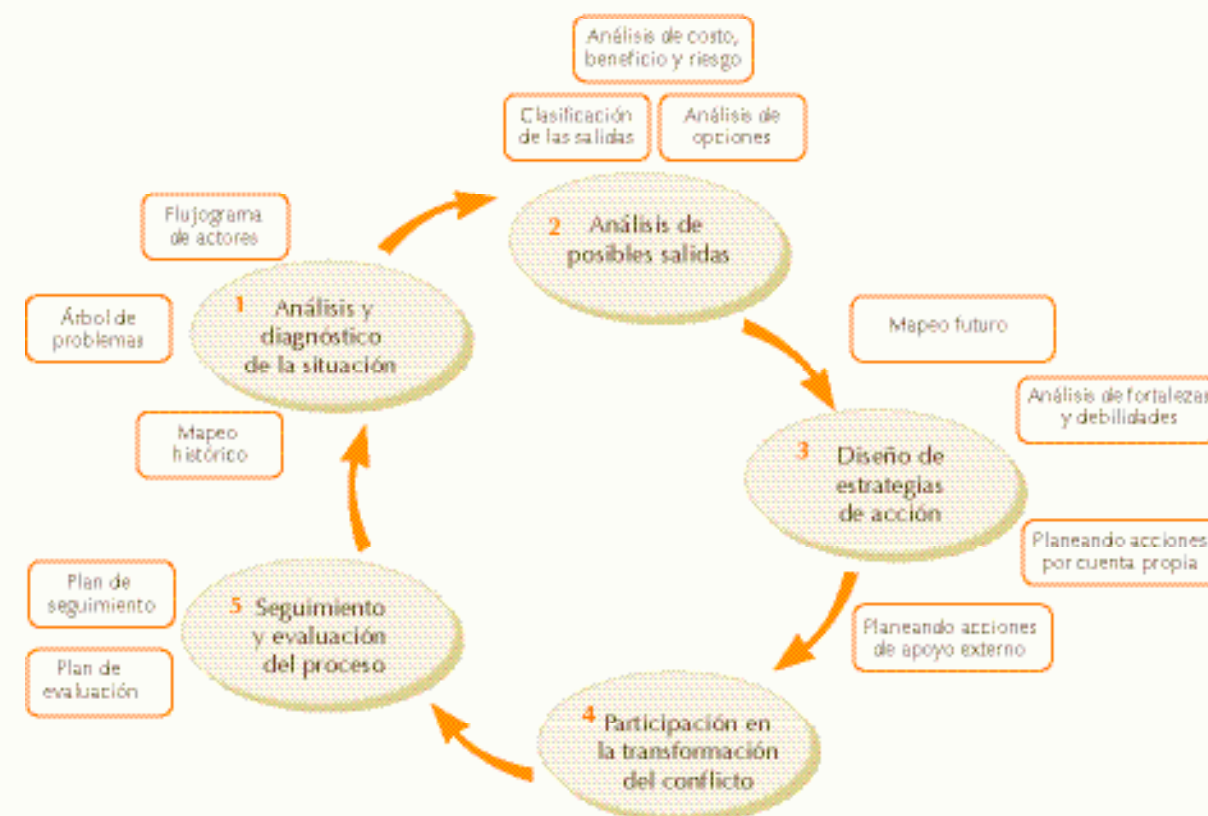 Análisis de costo,
beneficio y riesgo
Clasificación
de las salidas
Análisis de
opciones
2 Análisis de
posibles salidas
Flujograma
de actores
Árbol de
problemas
Mapeo
histórico
1 Análisis y
diagnóstico
de la situación
Mapeo futuro
Análisis de fortalezas
y debilidades
3 Diseño de
estrategias
de acción
Planeando acciones
por cuenta propia
Planeando acciones
de apoyo externo
4 Participación en
la transformación
del conflicto
5 Seguimiento
y evaluación
del proceso
Plan de
seguimiento
Plan de
evaluación